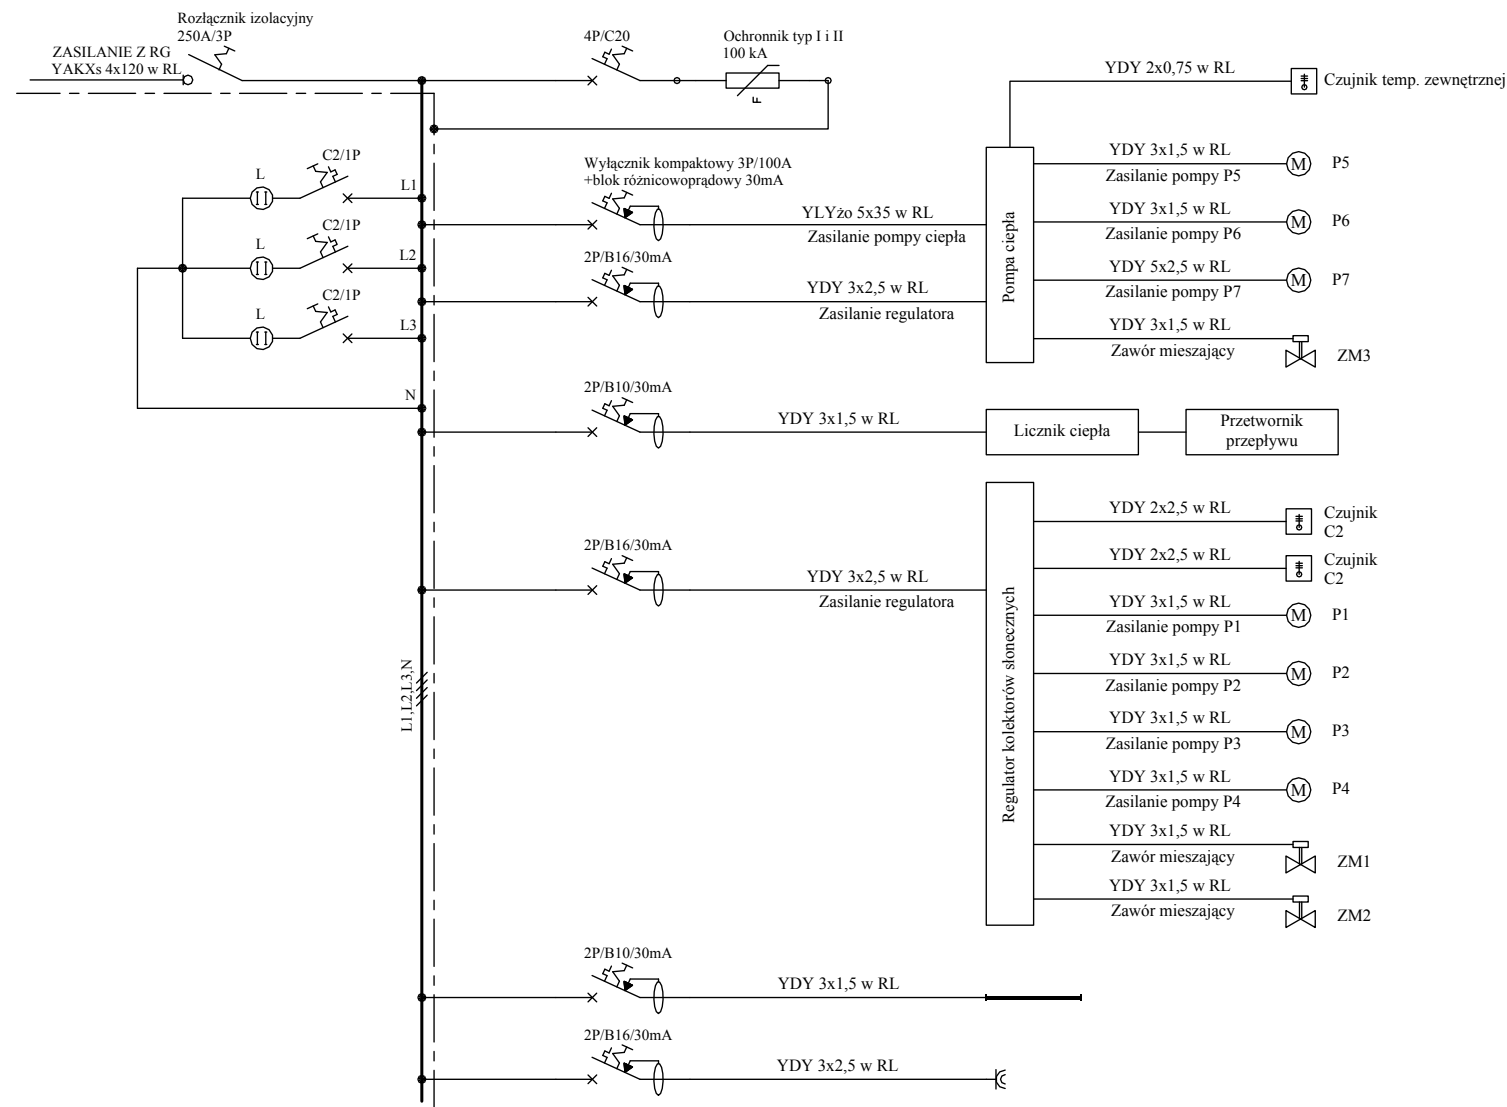 Rozłącznik izolacyjny
250A/3P
ZASILANIE Z RG
YAKXs 4x120 w RL
4P/C20
Ochronnik typ I i II
100 kA
YDY 2x0,75 w RL
Czujnik temp. zewnętrznej
C2/1P
L
L1
C2/1P
L
L2
C2/1P
L
L3
N
Wyłącznik kompaktowy 3P/100A
+blok różnicowoprądowy 30mA
YLYżo 5x35 w RL
Zasilanie pompy ciepła
2P/B16/30mA
YDY 3x2,5 w RL
Zasilanie regulatora
Pompa ciepła
YDY 3x1,5 w RL
Zasilanie pompy P5
M
P5
YDY 3x1,5 w RL
Zasilanie pompy P6
M
P6
YDY 5x2,5 w RL
Zasilanie pompy P7
M
P7
YDY 3x1,5 w RL
Zawór mieszający
ZM3
2P/B10/30mA
YDY 3x1,5 w RL
Licznik ciepła
Przetwornik
przepływu
2P/B16/30mA
YDY 3x2,5 w RL
Zasilanie regulatora
Regulator kolektorów słonecznych
YDY 2x2,5 w RL
Czujnik
C2
YDY 2x2,5 w RL
Czujnik
C2
YDY 3x1,5 w RL
Zasilanie pompy P1
M
P1
YDY 3x1,5 w RL
Zasilanie pompy P2
M
P2
YDY 3x1,5 w RL
Zasilanie pompy P3
M
P3
YDY 3x1,5 w RL
Zasilanie pompy P4
M
P4
YDY 3x1,5 w RL
Zawór mieszający
ZM1
YDY 3x1,5 w RL
Zawór mieszający
ZM2
L1,L2,L3,N
2P/B10/30mA
YDY 3x1,5 w RL
2P/B16/30mA
YDY 3x2,5 w RL